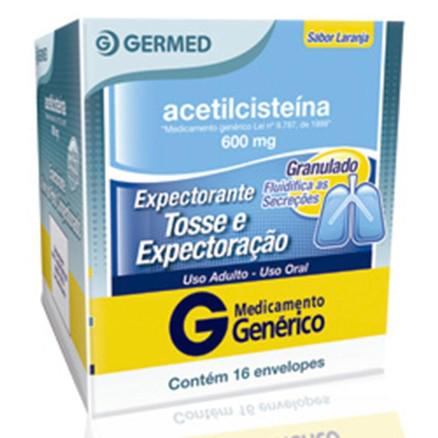 G GERMED
Sabor Laranja
acetilcisteína
"Medicamento genérico Lei nº 9.787, de 1999"
600 mg
Granulado
Fluidifica as
Secreções
Expectorante
Tosse e
Expectoração
Uso Adulto - Uso Oral
G Medicamento
Genérico
Contém 16 envelopes
acetilcisteína